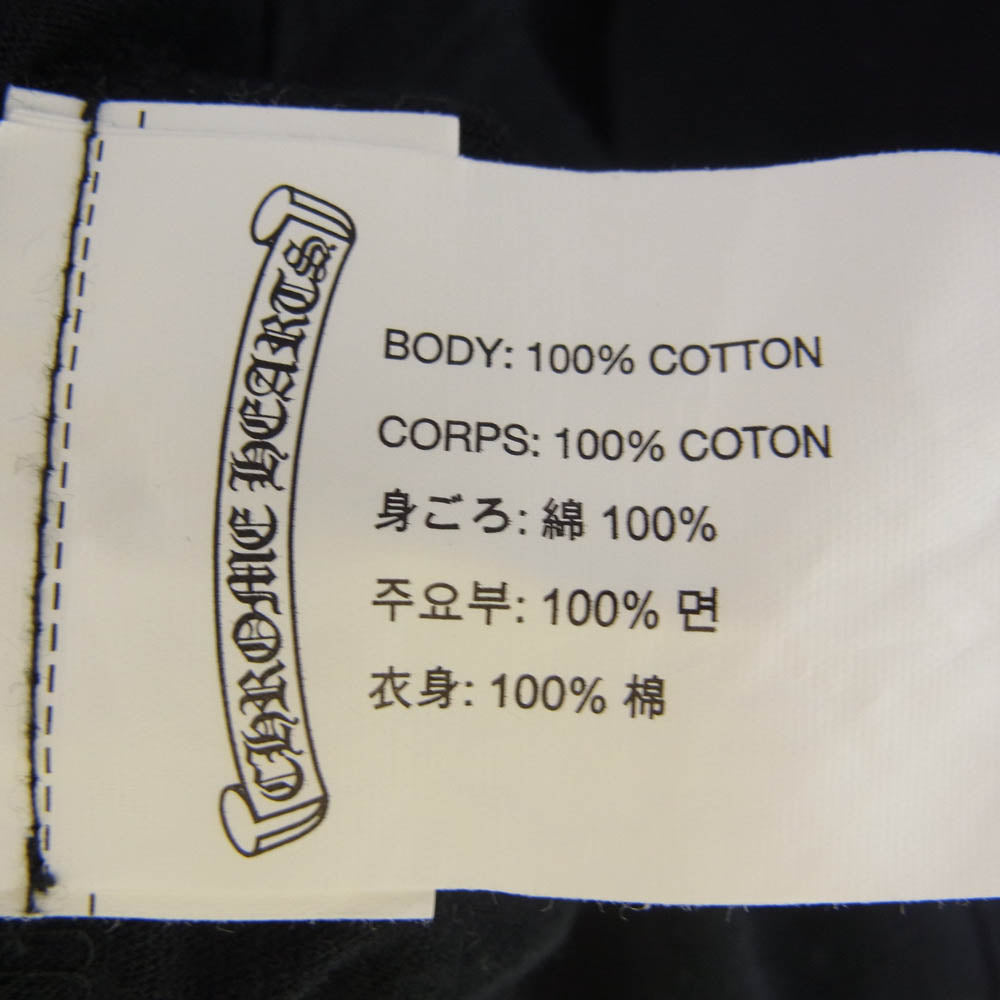 CHROME HEARTS
BODY: 100% COTTON
CORPS: 100% COTON
身ごろ: 綿 100%
주요부: 100% 면
衣身: 100% 棉